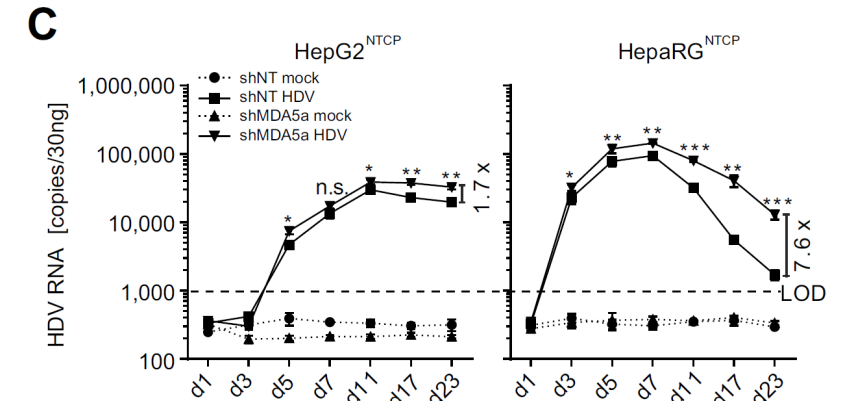 C
HepG2NTCP
HepaRGNTCP
HDV RNA [copies/30ng]
1,000,000
100,000
10,000
1,000
100
shNT mock
shNT HDV
shMDA5a mock
shMDA5a HDV
*
n.s.
*
**
**
1.7 x
d1 d3 d5 d7 d11 d17 d23
*
**
**
***
**
***
7.6 x
LOD
d1 d3 d5 d7 d11 d17 d23